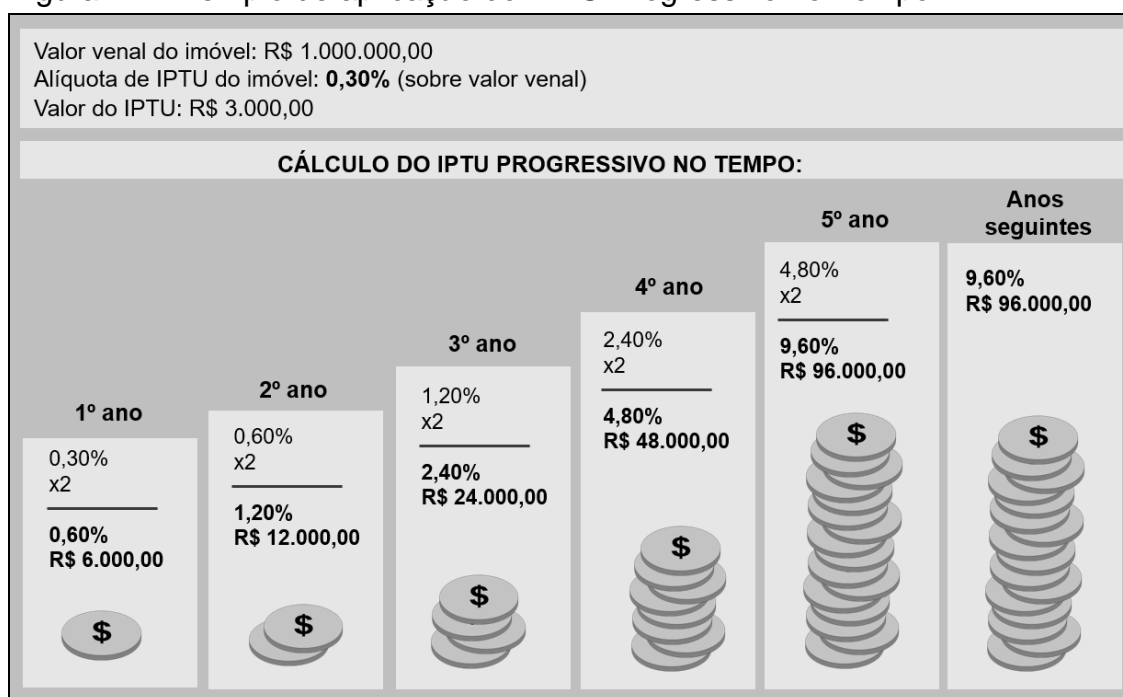 Valor venal do imóvel: R$ 1.000.000,00
Alíquota de IPTU do imóvel: 0,30% (sobre valor venal)
Valor do IPTU: R$ 3.000,00
CÁLCULO DO IPTU PROGRESSIVO NO TEMPO:
1º ano
0,30%
x2
0,60%
R$ 6.000,00
$
2º ano
0,60%
x2
1,20%
R$ 12.000,00
$
3º ano
1,20%
x2
2,40%
R$ 24.000,00
$
4º ano
2,40%
x2
4,80%
R$ 48.000,00
$
5º ano
4,80%
x2
9,60%
R$ 96.000,00
$
Anos
seguintes
9,60%
R$ 96.000,00
$